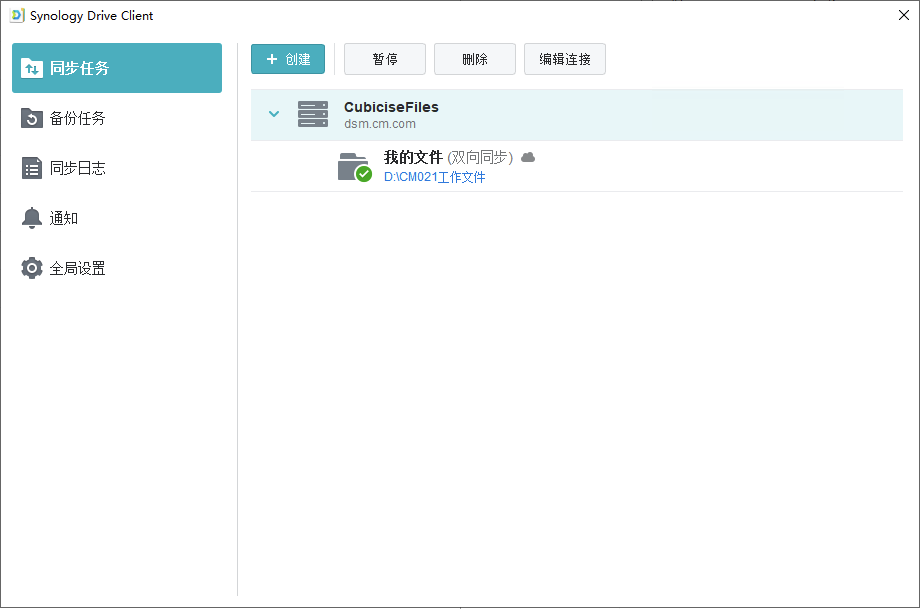 Synology Drive Client
同步任务
备份任务
同步日志
通知
全局设置
创建
暂停
删除
编辑连接
CubiciseFiles
dsm.cm.com
我的文件 (双向同步)
D:\CM021工作文件